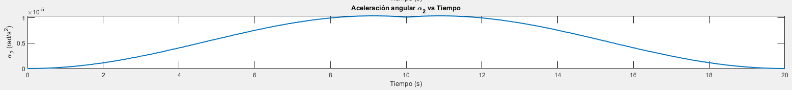 Aceleración angular α₂ vs Tiempo
1
0.5
0
α₂ (rad/s²)
0 2 4 6 8 10 12 14 16 18 20
Tiempo (s)